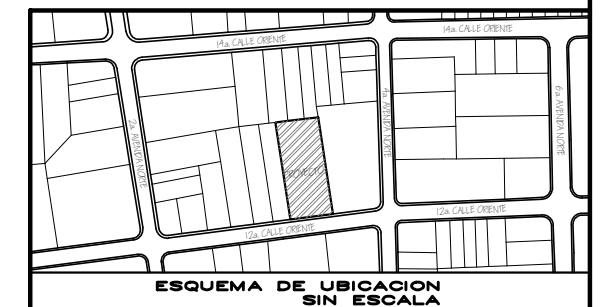 14a. CALLE ORIENTE
14a. CALLE ORIENTE
2a. AVENIDA NORTE
4a. AVENIDA NORTE
6a. AVENIDA NORTE
PROYECTO
12a. CALLE ORIENTE
12a. CALLE ORIENTE
ESQUEMA DE UBICACION
SIN ESCALA